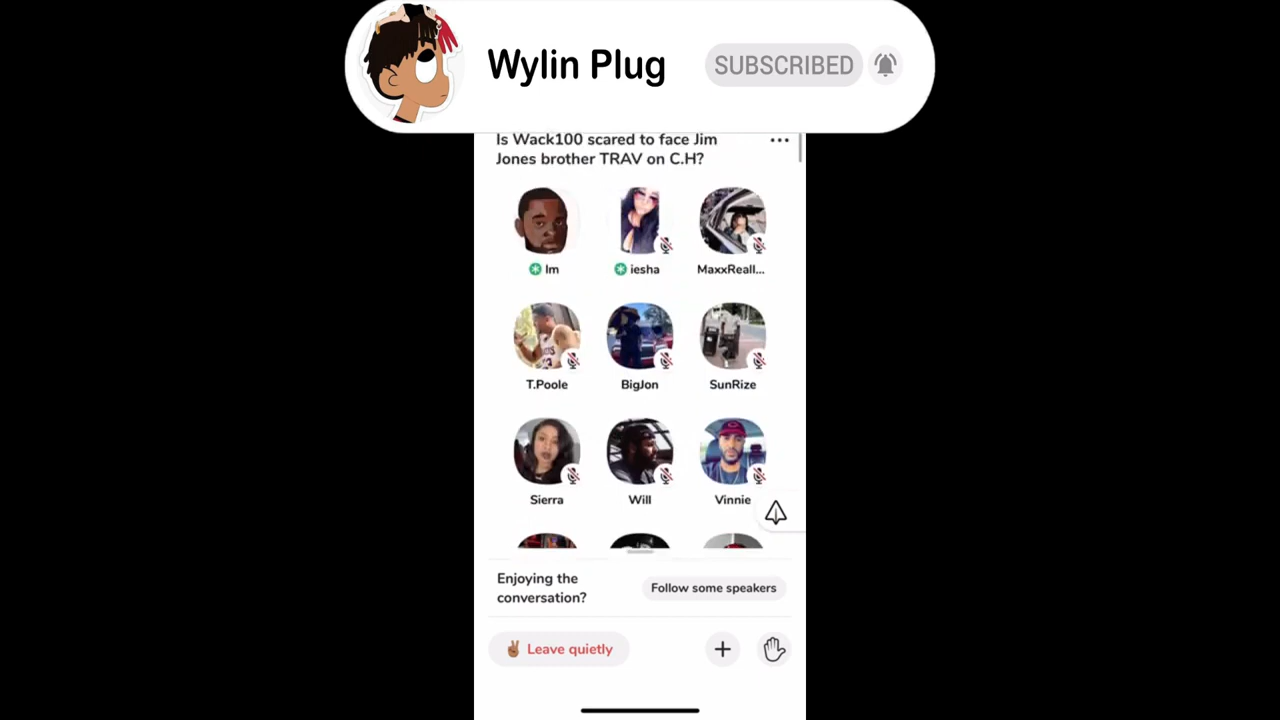 Wylin Plug
SUBSCRIBED
Is Wack100 scared to face Jim
Jones brother TRAV on C.H?
Im
iesha
MaxxReall...
T.Poole
BigJon
SunRize
Sierra
Will
Vinnie
Enjoying the
conversation?
Follow some speakers
Leave quietly